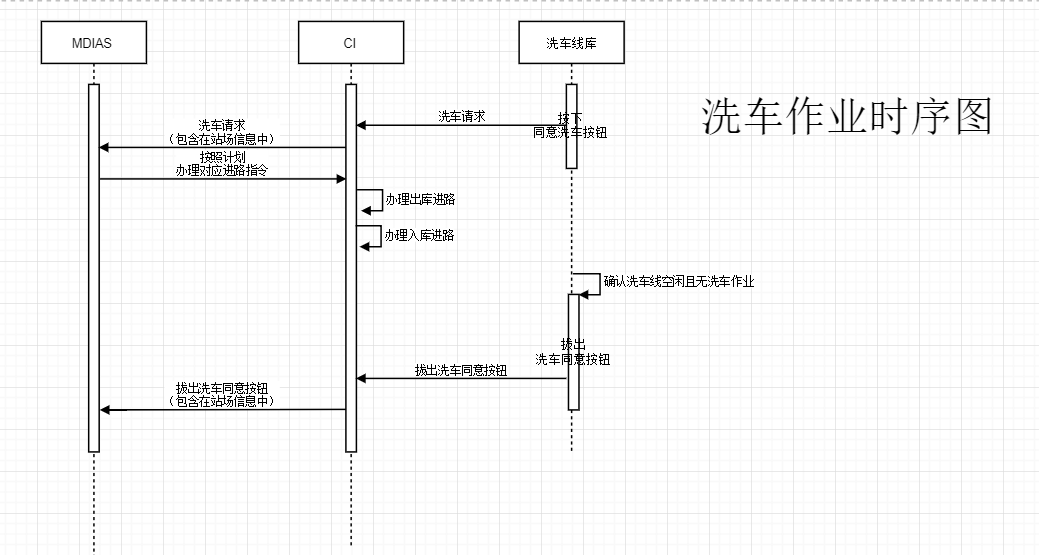 MDIAS
CI
洗车线库
洗车作业时序图
洗车请求
按下
同意洗车按钮
洗车请求
（包含在站场信息中）
按照计划
办理对应进路指令
办理出库进路
办理入库进路
确认洗车线空闲且无洗车作业
拔出
洗车同意按钮
拔出洗车同意按钮
拔出洗车同意按钮
（包含在站场信息中）